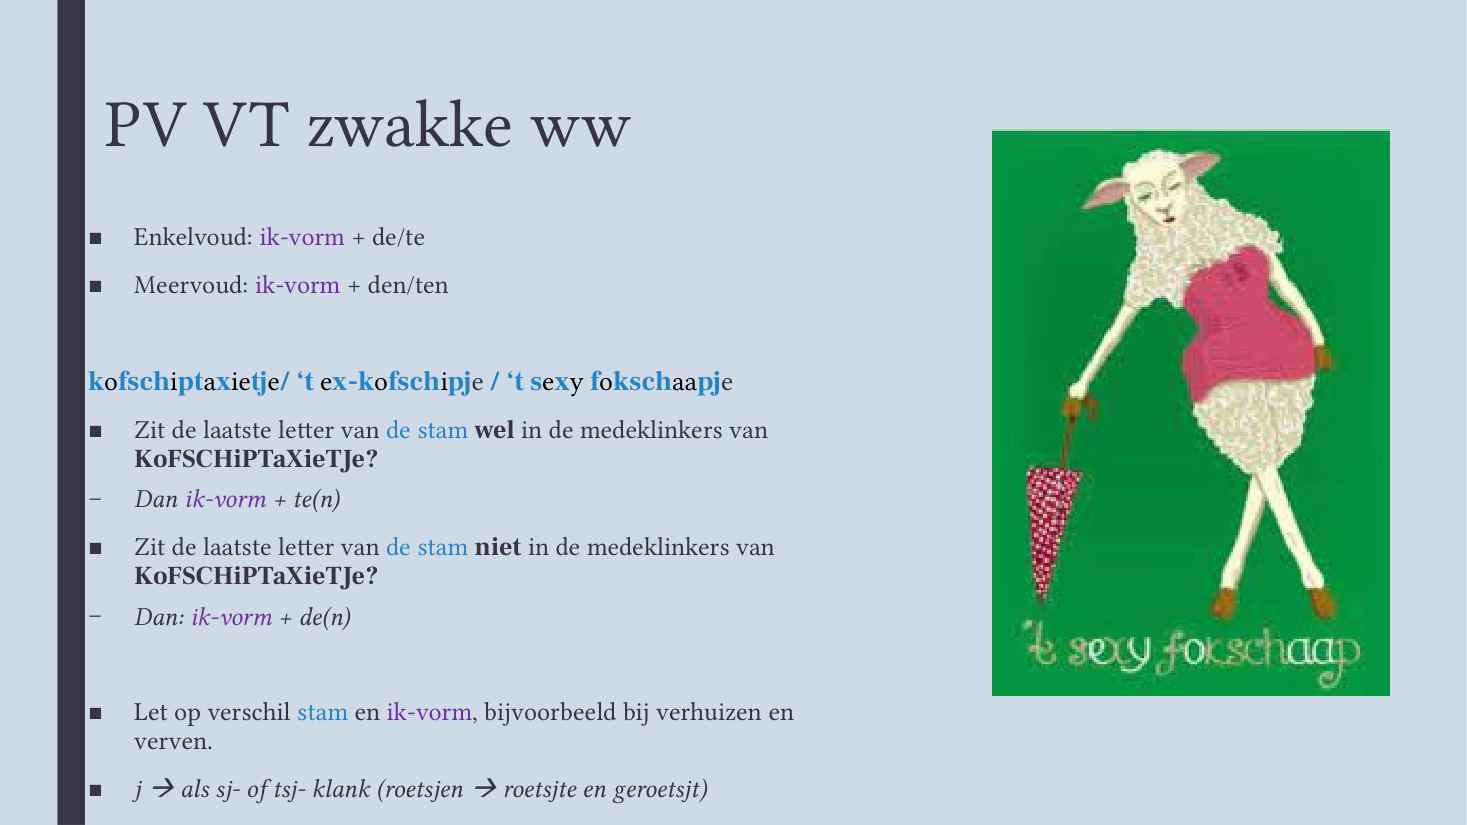 PV VT zwakke ww
▪ Enkelvoud: ik-vorm + de/te
▪ Meervoud: ik-vorm + den/ten
kofschiptaxietje/ ‘t ex-kofschipje / ‘t sexy fokschaapje
▪ Zit de laatste letter van de stam wel in de medeklinkers van
KoFSCHiPTaXieTJe?
– Dan ik-vorm + te(n)
▪ Zit de laatste letter van de stam niet in de medeklinkers van
KoFSCHiPTaXieTJe?
– Dan: ik-vorm + de(n)
▪ Let op verschil stam en ik-vorm, bijvoorbeeld bij verhuizen en
verven.
▪ j → als sj- of tsj- klank (roetsjen → roetsjte en geroetsjt)
't sexy fokschaap